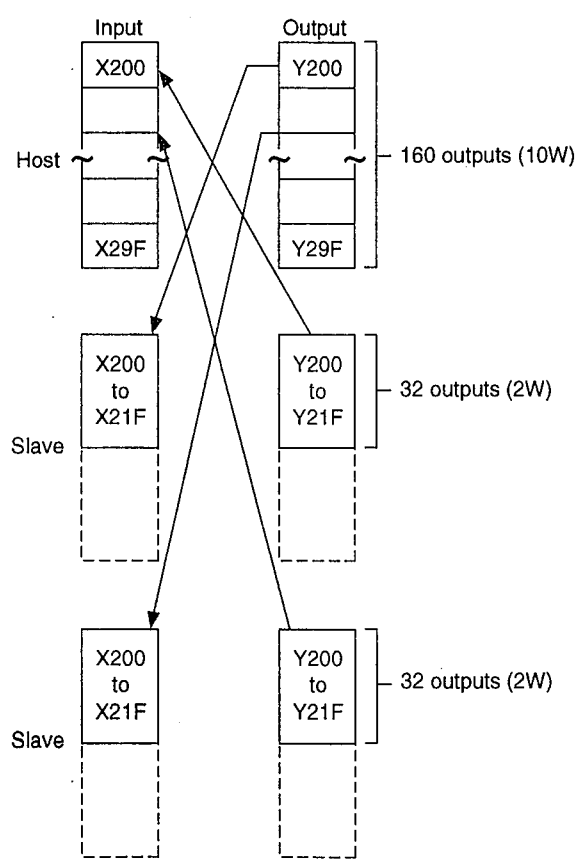 Input
Output
X200
Y200
Host
160 outputs (10W)
X29F
Y29F
X200
to
X21F
Y200
to
Y21F
32 outputs (2W)
Slave
X200
to
X21F
Y200
to
Y21F
32 outputs (2W)
Slave